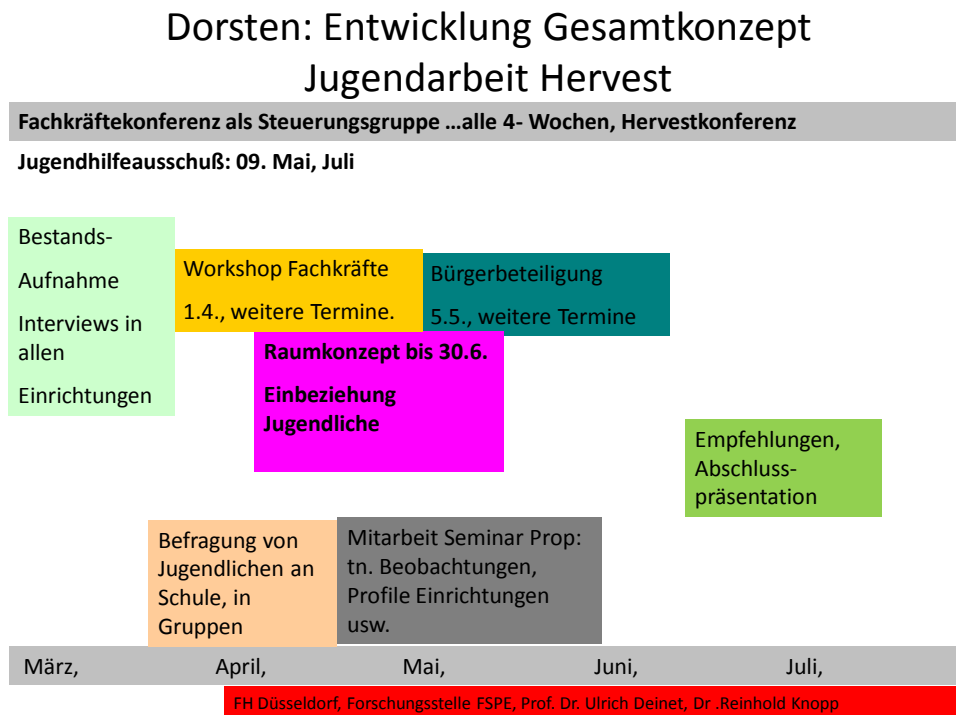 Dorsten: Entwicklung Gesamtkonzept
Jugendarbeit Hervest
Fachkräftekonferenz als Steuerungsgruppe …alle 4- Wochen, Hervestkonferenz
Jugendhilfeausschuß: 09. Mai, Juli
Bestands-
Aufnahme
Interviews in
allen
Einrichtungen
Workshop Fachkräfte
1.4., weitere Termine.
Bürgerbeteiligung
5.5., weitere Termine
Raumkonzept bis 30.6.
Einbeziehung
Jugendliche
Empfehlungen,
Abschluss-
präsentation
Befragung von
Jugendlichen an
Schule, in
Gruppen
Mitarbeit Seminar Prop:
tn. Beobachtungen,
Profile Einrichtungen
usw.
März, April, Mai, Juni, Juli,
FH Düsseldorf, Forschungsstelle FSPE, Prof. Dr. Ulrich Deinet, Dr .Reinhold Knopp